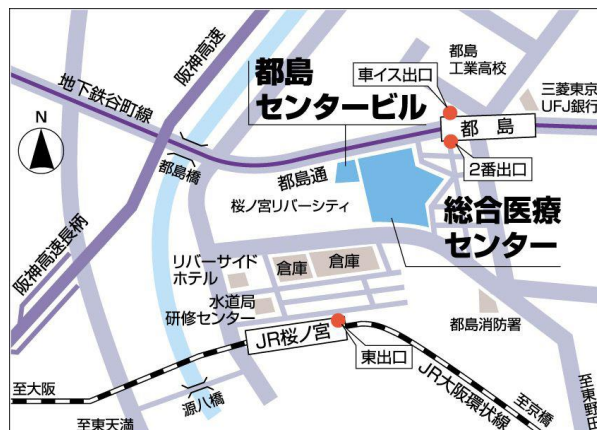 阪神高速
地下鉄谷町線
都島
センタービル
都島
工業高校
車イス出口
三菱東京
UFJ銀行
都島
N
都島橋
都島通
2番出口
桜ノ宮リバーシティ
総合医療
センター
阪神高速長柄
リバーサイド
ホテル
倉庫
倉庫
水道局
研修センター
都島消防署
JR桜ノ宮
東出口
JR大阪環状線
至大阪
至東天満
源八橋
至京橋
至東野田